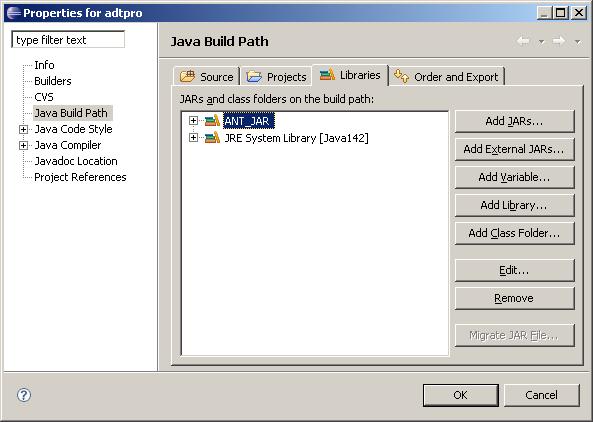 Properties for adtpro
type filter text
Info
Builders
CVS
Java Build Path
Java Code Style
Java Compiler
Javadoc Location
Project References
Java Build Path
Source Projects Libraries Order and Export
JARs and class folders on the build path:
ANT_JAR
JRE System Library [Java142]
Add JARs...
Add External JARs...
Add Variable...
Add Library...
Add Class Folder...
Edit...
Remove
Migrate JAR File...
?
OK Cancel